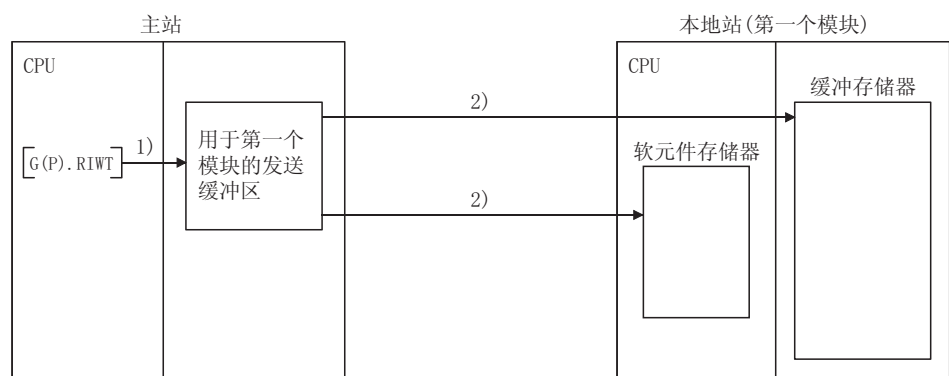 主站
本地站(第一个模块)
CPU
CPU
缓冲存储器
2)
用于第一个
模块的发送
缓冲区
1)
G(P).RIWT
软元件存储器
2)